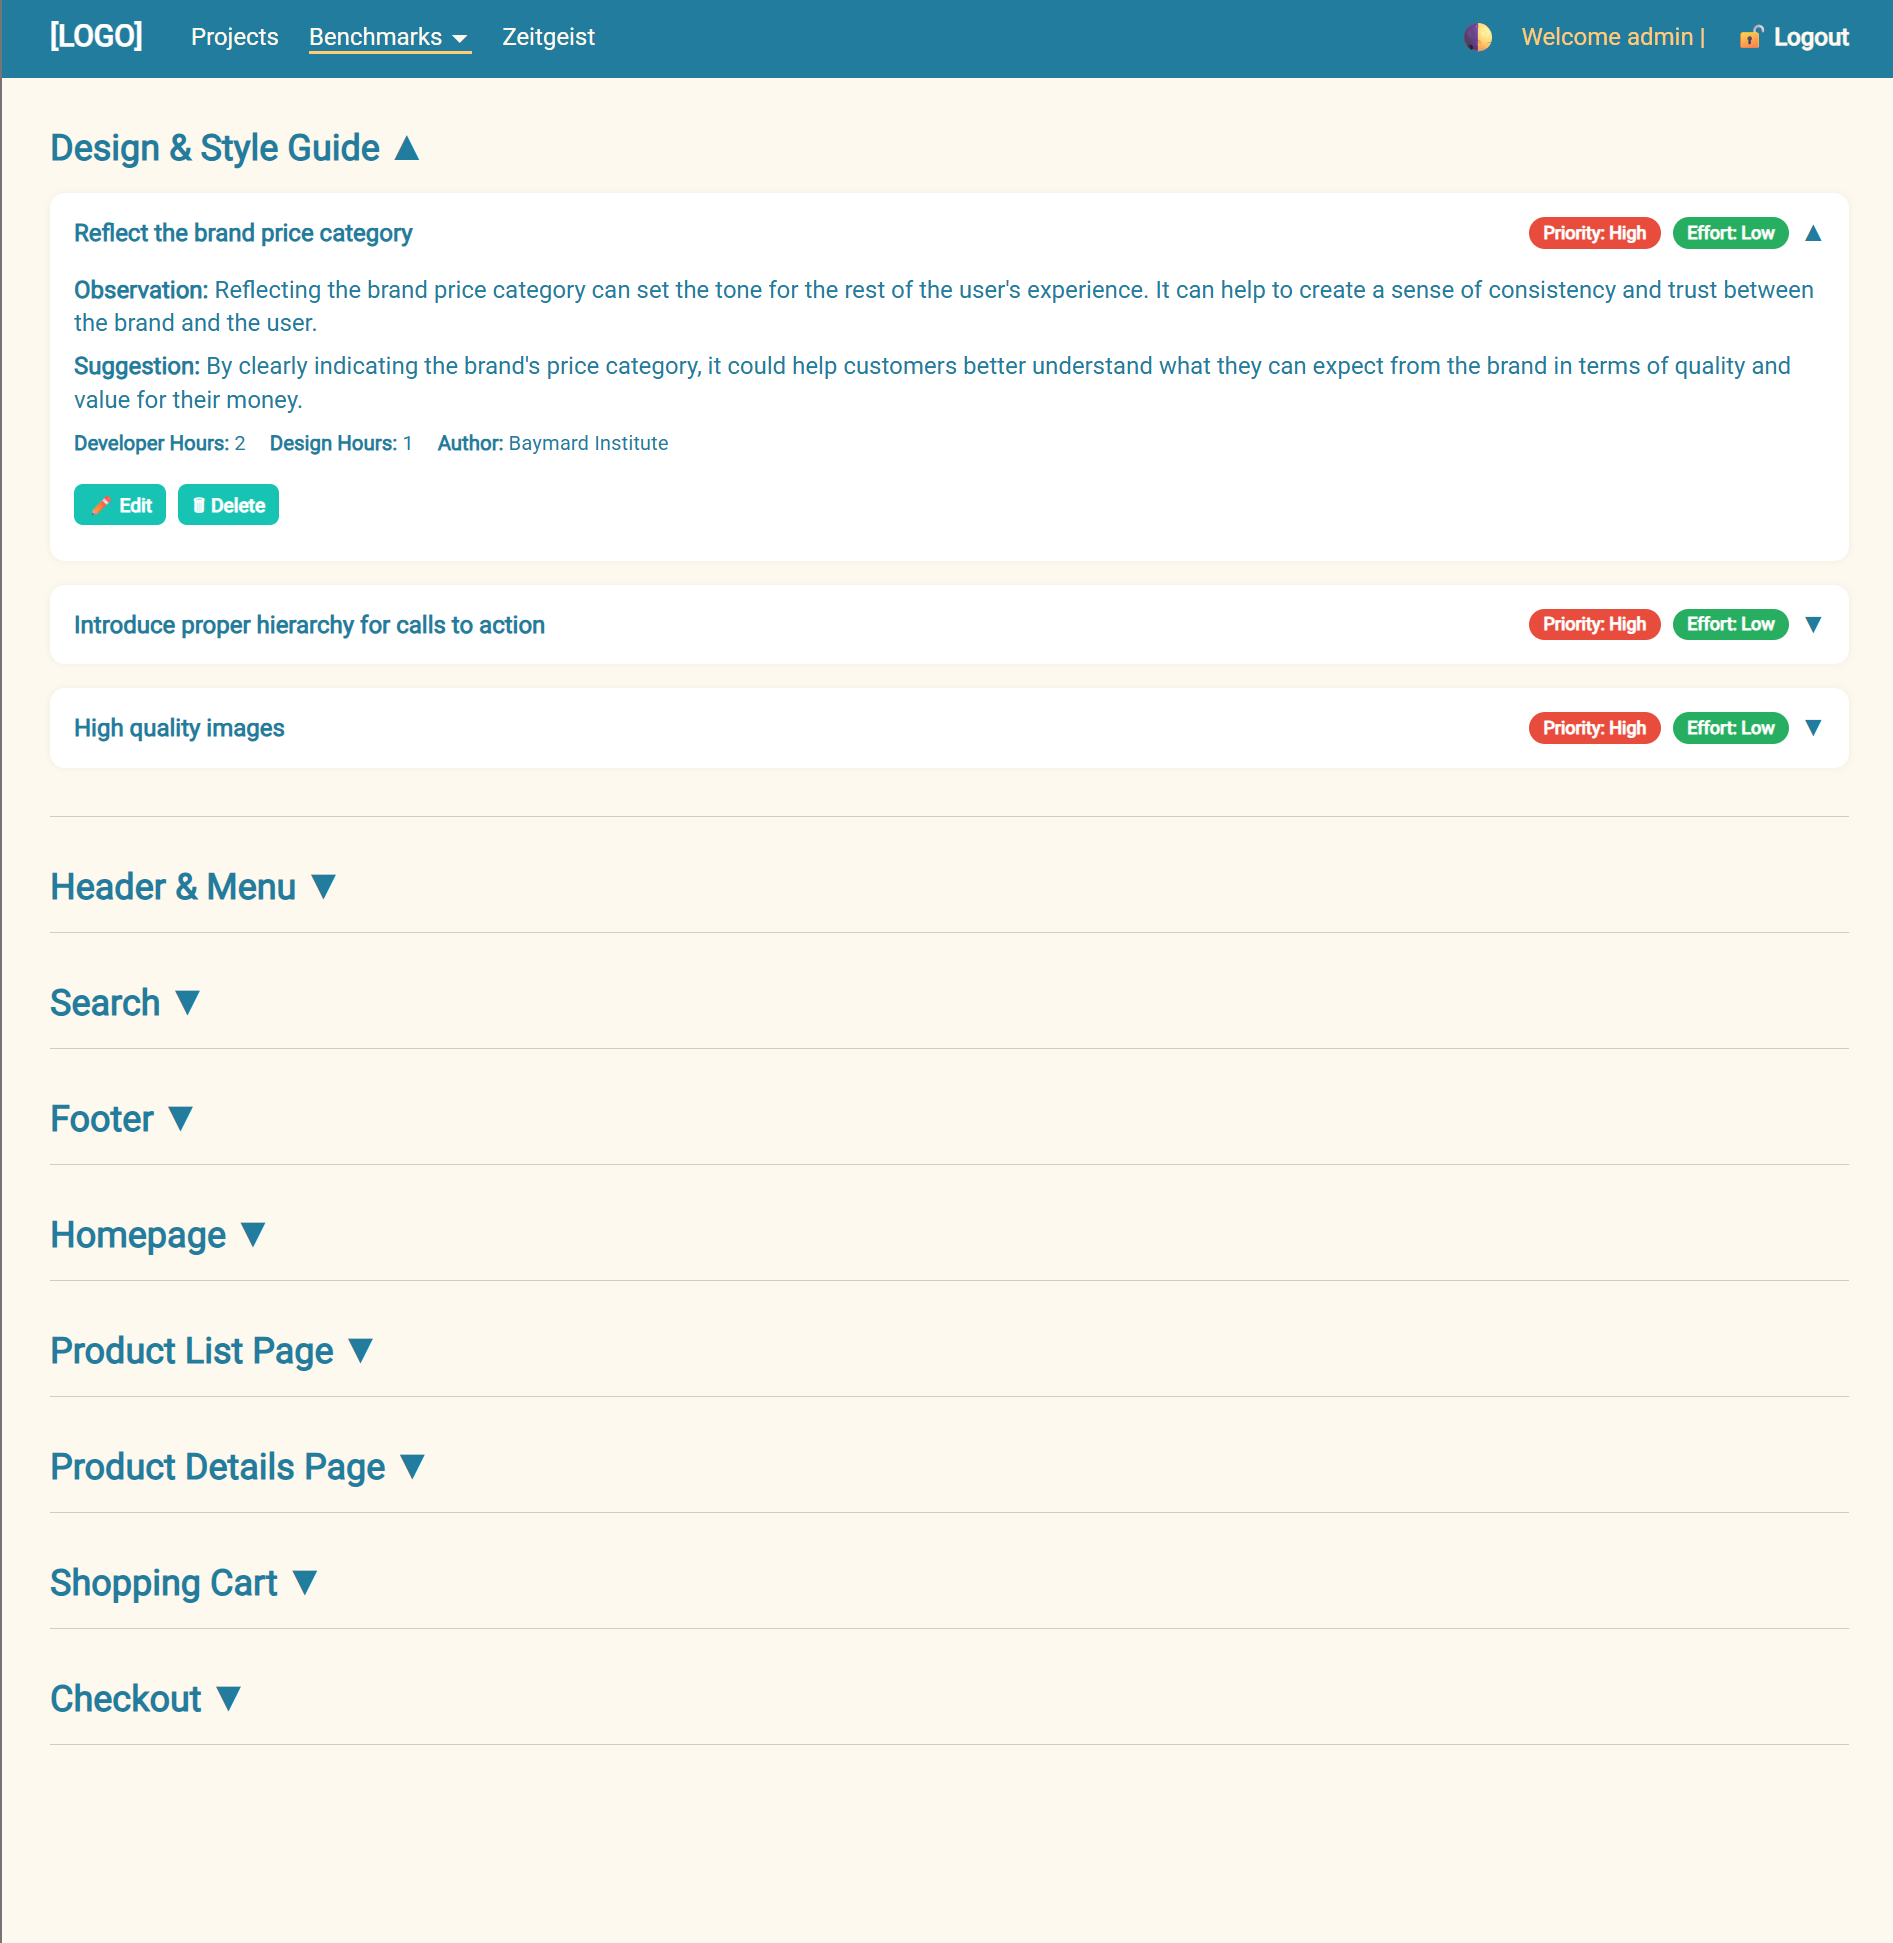 [LOGO] Projects Benchmarks Zeitgeist Welcome admin | Logout
Design & Style Guide ▲
Reflect the brand price category Priority: High Effort: Low ▲
Observation: Reflecting the brand price category can set the tone for the rest of the user's experience. It can help to create a sense of consistency and trust between
the brand and the user.
Suggestion: By clearly indicating the brand's price category, it could help customers better understand what they can expect from the brand in terms of quality and
value for their money.
Developer Hours: 2 Design Hours: 1 Author: Baymard Institute
Edit Delete
Introduce proper hierarchy for calls to action Priority: High Effort: Low ▼
High quality images Priority: High Effort: Low ▼
Header & Menu ▼
Search ▼
Footer ▼
Homepage ▼
Product List Page ▼
Product Details Page ▼
Shopping Cart ▼
Checkout ▼